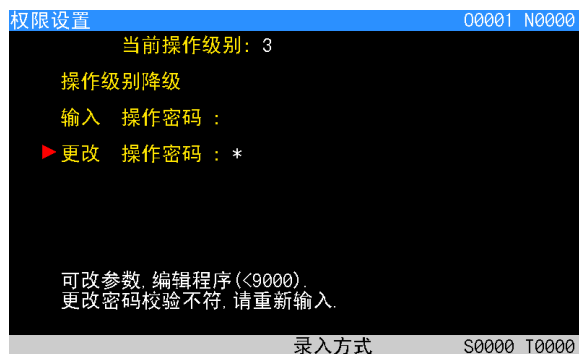 权限设置 O0001 N0000
当前操作级别: 3
操作级别降级
输入 操作密码 :
更改 操作密码 : *
可改参数, 编辑程序(<9000).
更改密码校验不符, 请重新输入.
录入方式 S0000 T0000